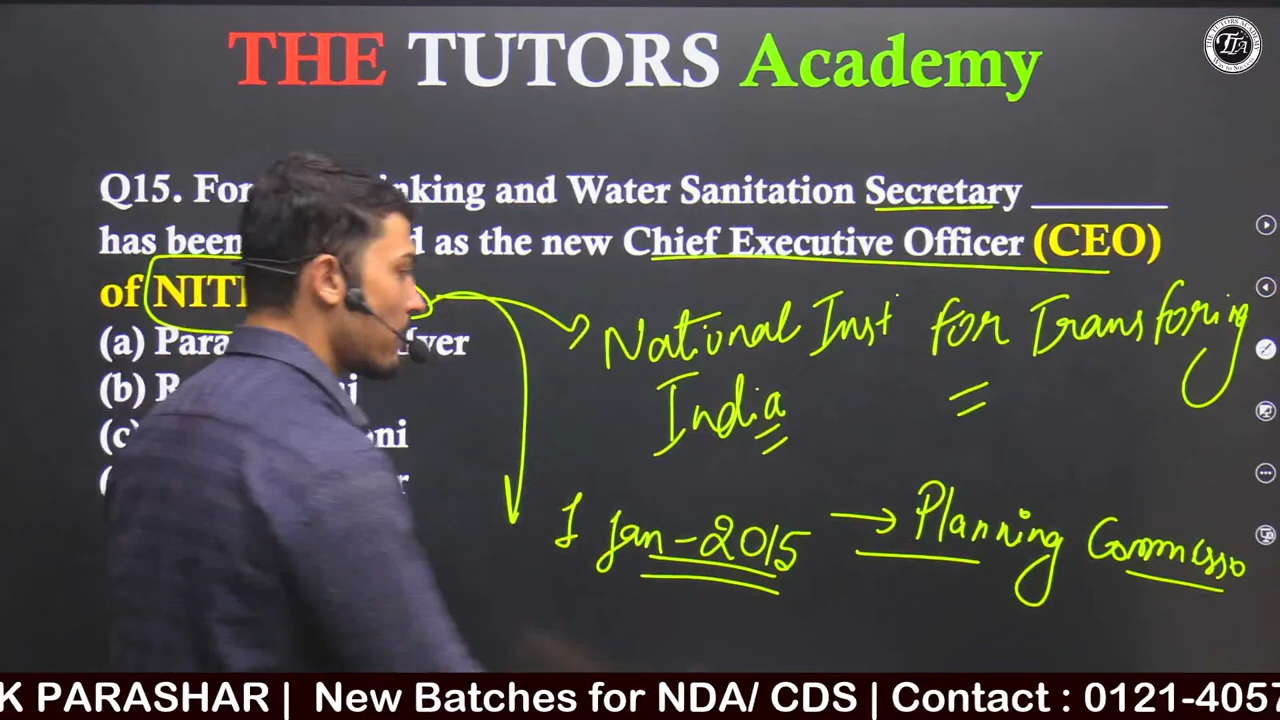 THE TUTORS Academy
Q15. For inking and Water Sanitation Secretary ________
has been d as the new Chief Executive Officer (CEO)
of NITI
(a) Para yer
(b) R
(c) ni
National Inst for Transforing
India
1 Jan-2015 → Planning Commisso
K PARASHAR | New Batches for NDA/ CDS | Contact : 0121-4057